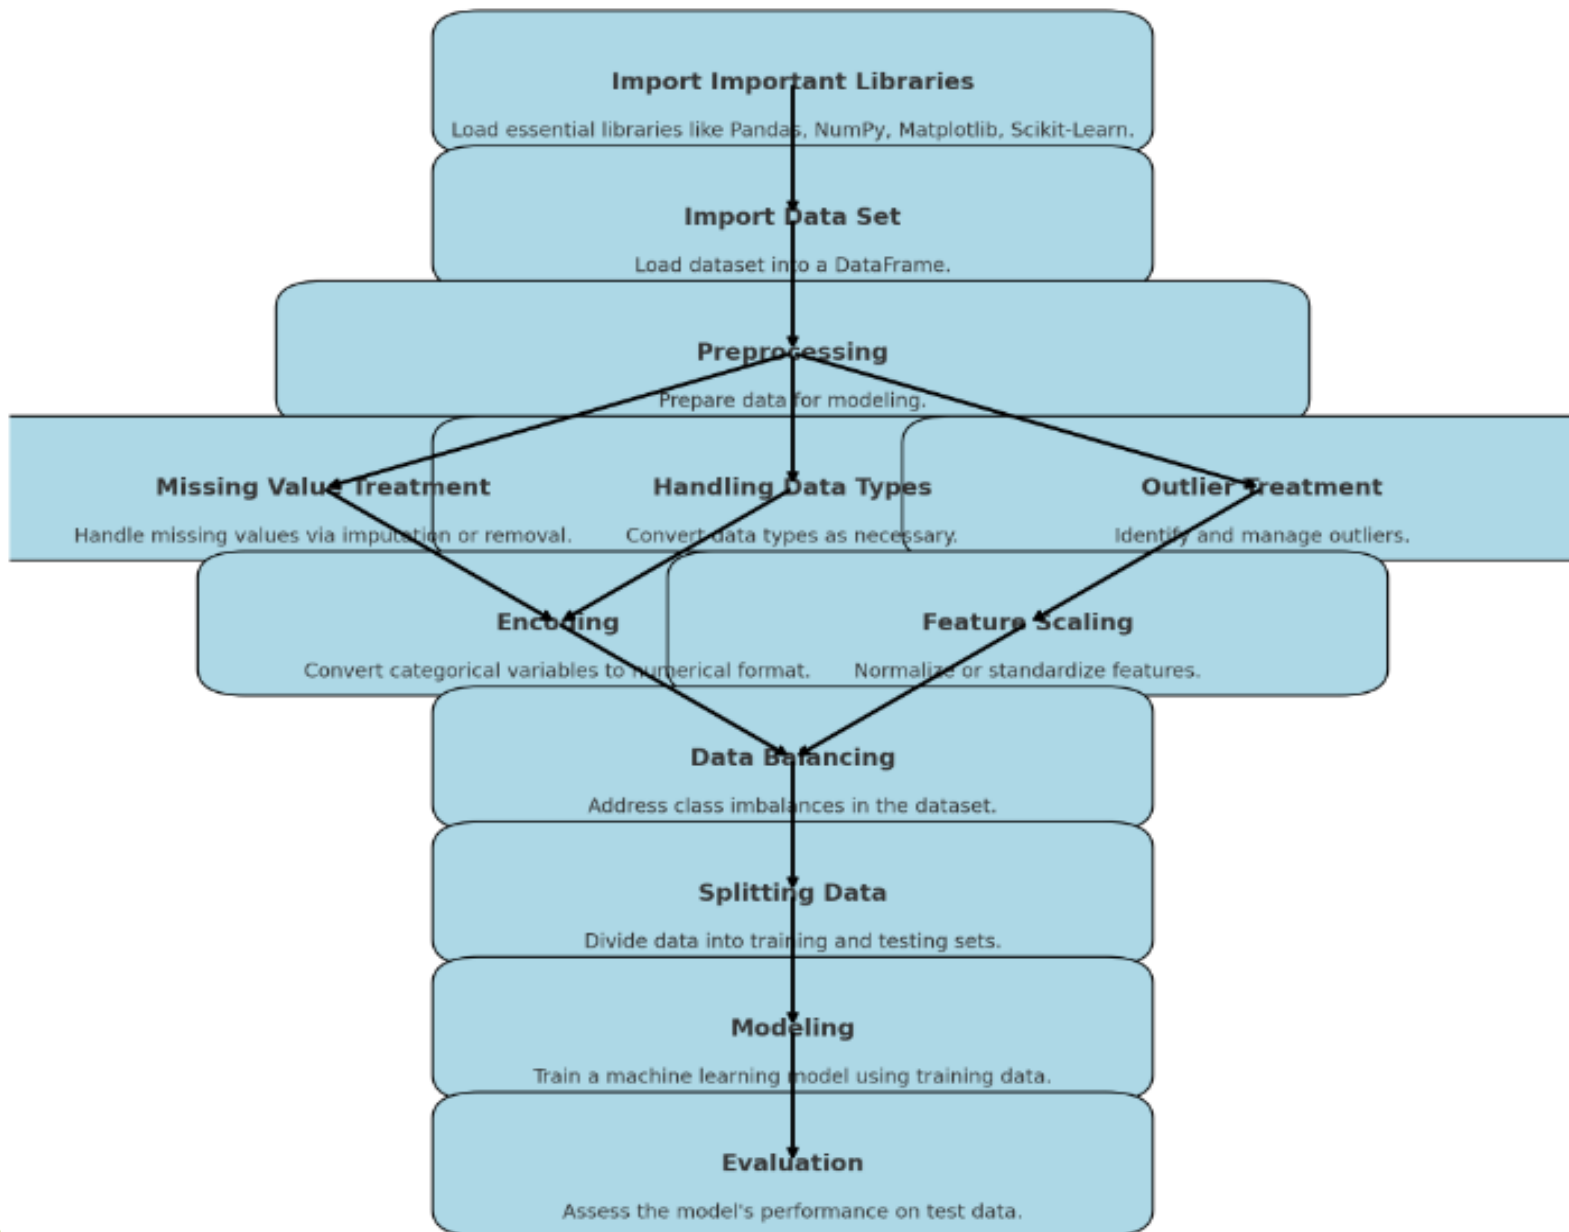 Import Important Libraries
Load essential libraries like Pandas, NumPy, Matplotlib, Scikit-Learn.
Import Data Set
Load dataset into a DataFrame.
Preprocessing
Prepare data for modeling.
Missing Value Treatment
Handle missing values via imputation or removal.
Handling Data Types
Convert data types as necessary.
Outlier Treatment
Identify and manage outliers.
Encoding
Convert categorical variables to numerical format.
Feature Scaling
Normalize or standardize features.
Data Balancing
Address class imbalances in the dataset.
Splitting Data
Divide data into training and testing sets.
Modeling
Train a machine learning model using training data.
Evaluation
Assess the model's performance on test data.